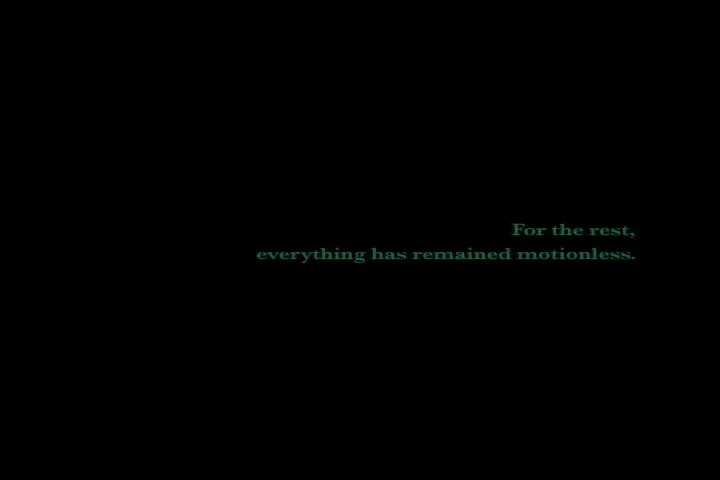 For the rest,
everything has remained motionless.